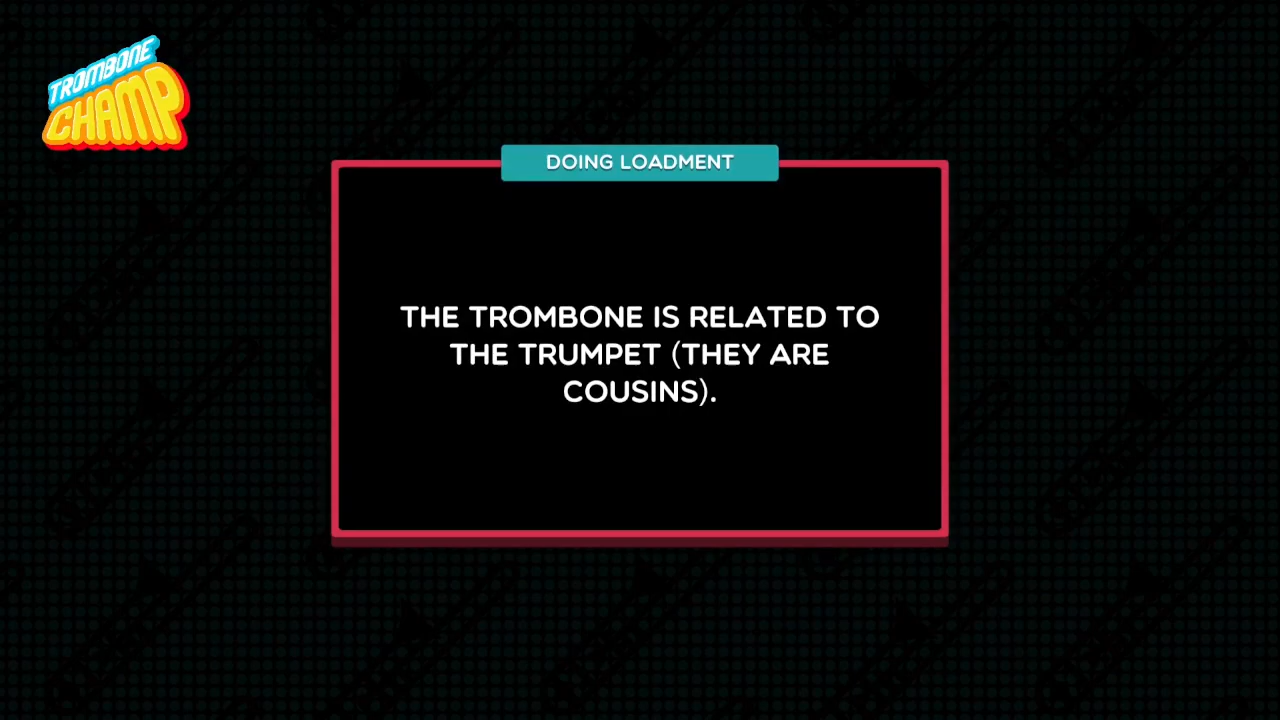 TROMBONE
CHAMP
DOING LOADMENT
THE TROMBONE IS RELATED TO
THE TRUMPET (THEY ARE
COUSINS).